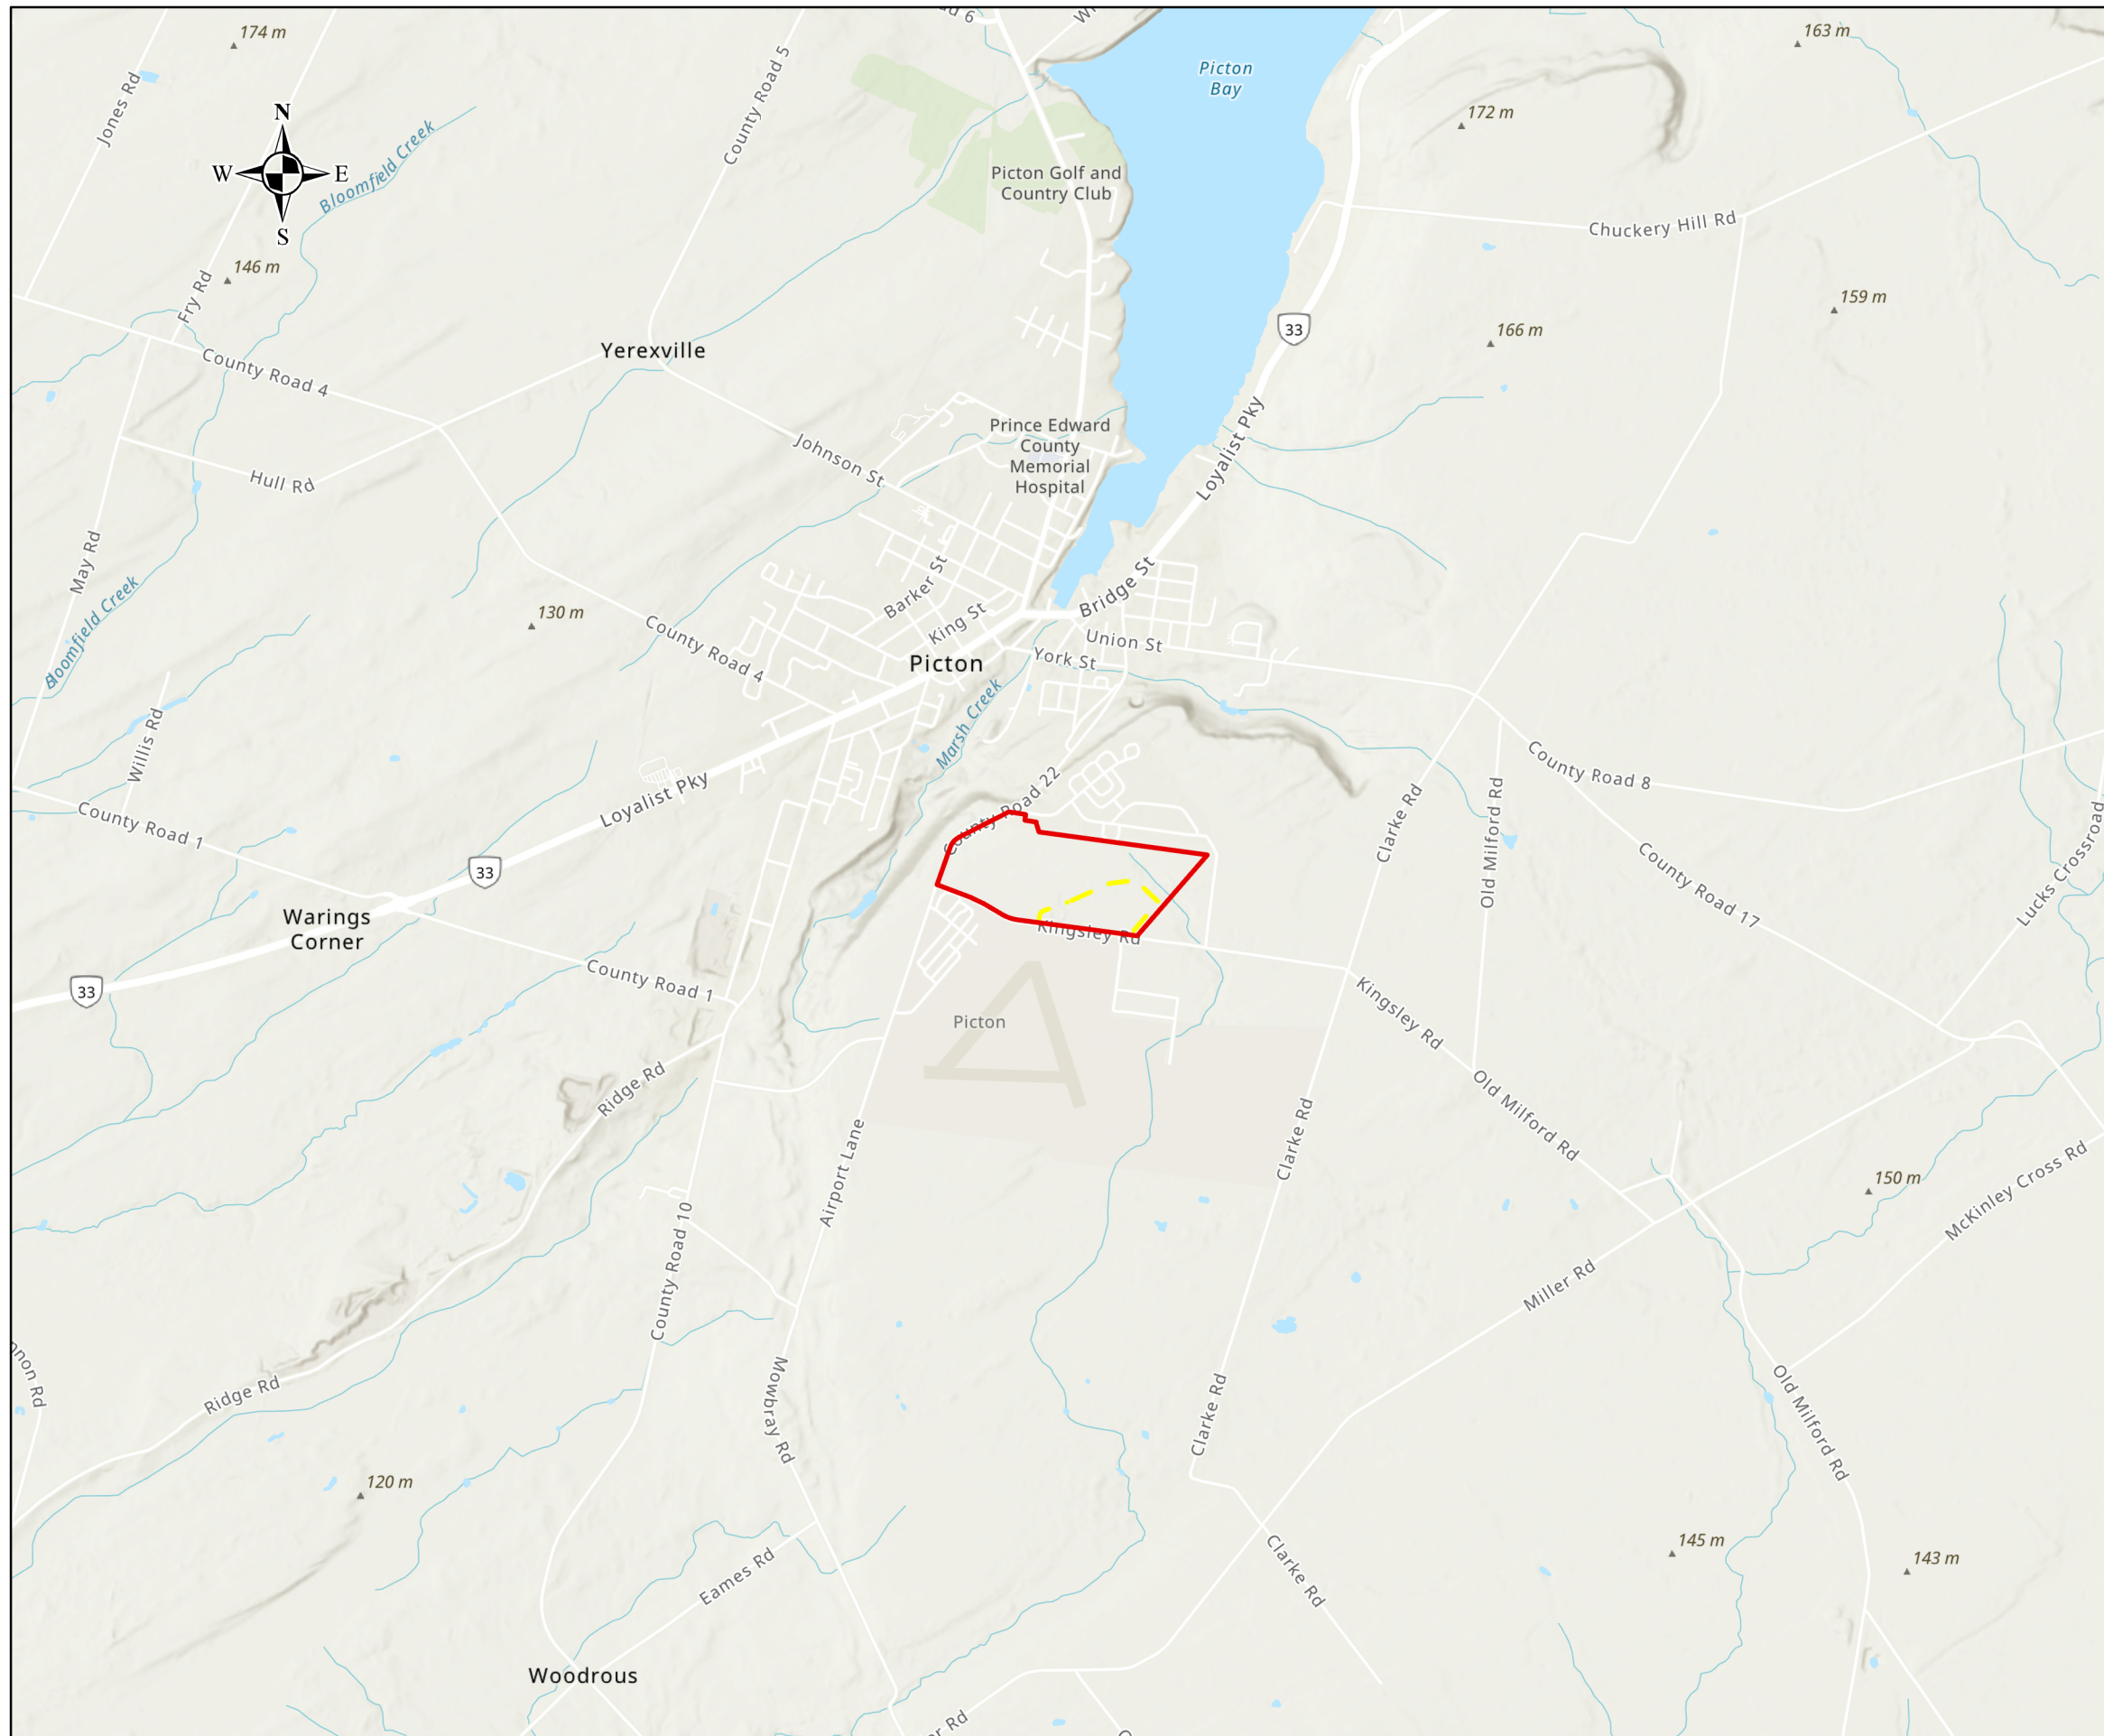 174 m
Jones Rd
N
W
E
S
Bloomfield Creek
146 m
Fry Rd
County Road 4
Hull Rd
May Rd
Bloomfield Creek
Willis Rd
County Road 1
County Road 5
Yerexville
Johnson St
Picton
Bay
Picton Golf and
Country Club
163 m
172 m
Chuckery Hill Rd
159 m
166 m
33
Loyalist Pky
Prince Edward
County
Memorial
Hospital
130 m
County Road 4
Barker St
King St
Bridge St
Union St
York St
Picton
Marsh Creek
Loyalist Pky
33
Warings
Corner
33
County Road 1
County Road 22
Kingsley Rd
Picton
Clarke Rd
Old Milford Rd
County Road 8
County Road 17
Lucks Crossroad
Kingsley Rd
Old Milford Rd
Ridge Rd
Airport Lane
Clarke Rd
150 m
McKinley Cross Rd
Miller Rd
County Road 10
Ridge Rd
Mowbray Rd
Clarke Rd
Old Milford Rd
120 m
145 m
143 m
Eames Rd
Clarke Rd
Woodrous